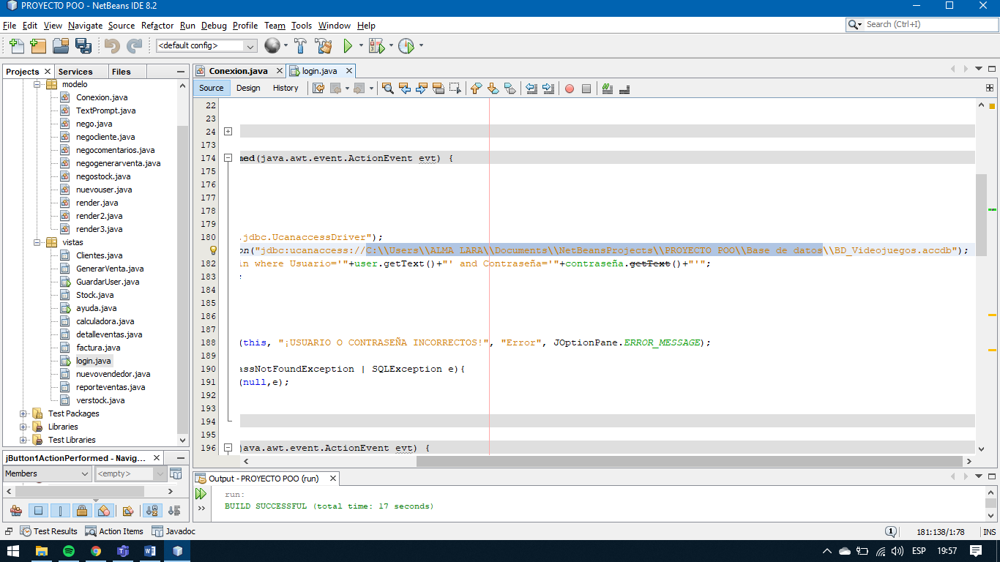 PROYECTO POO - NetBeans IDE 8.2
File Edit View Navigate Source Refactor Run Debug Profile Team Tools Window Help
Search (Ctrl+I)
<default config>
Projects Services Files
Conexion.java login.java
Source Design History
modelo
Conexion.java
TextPrompt.java
nego.java
negocliente.java
negocomentarios.java
negogenerarventa.java
negostock.java
nuevouser.java
render.java
render2.java
render3.java
vistas
Clientes.java
GenerarVenta.java
GuardarUser.java
Stock.java
ayuda.java
calculadora.java
detalleventas.java
factura.java
login.java
nuevovendedor.java
reporteventas.java
verstock.java
Test Packages
Libraries
Test Libraries
22
23
24
173
174 med(java.awt.event.ActionEvent evt) {
175
176
177
178
179
180 .jdbc.UcanaccessDriver");
on("jdbc:ucanaccess://C:\\Users\\ALMA LARA\\Documents\\NetBeansProjects\\PROYECTO POO\\Base de datos\\BD_Videojuegos.accdb");
182 in where Usuario='"+user.getText()+"' and Contraseña='"+contraseña.getText()+"'";
183 ;
184
185
186
187
188 (this, "¡USUARIO O CONTRASEÑA INCORRECTOS!", "Error", JOptionPane.ERROR_MESSAGE);
189
190 assNotFoundException | SQLException e){
191 (null,e);
192
193
194
195
196 java.awt.event.ActionEvent evt) {
jButton1ActionPerformed - Navig...
Members <empty>
Output - PROYECTO POO (run)
run:
BUILD SUCCESSFUL (total time: 17 seconds)
Test Results Action Items Javadoc
1 181:138/1:78 INS
ESP 19:57